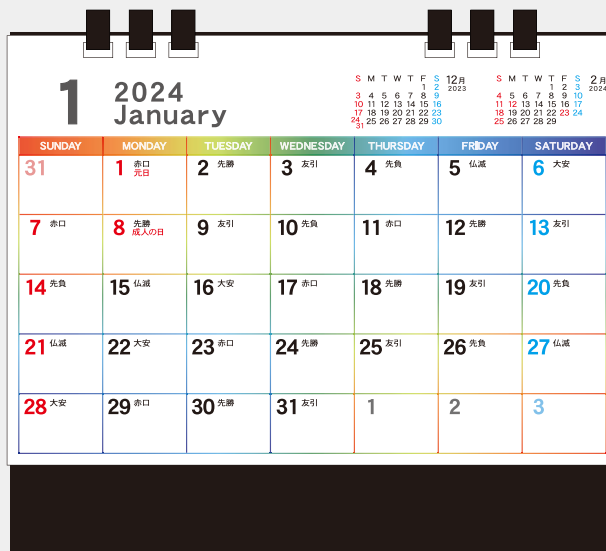 1
2024
January
S M T W T F S 12月
1 2 2023
3 4 5 6 7 8 9
10 11 12 13 14 15 16
17 18 19 20 21 22 23
24 25 26 27 28 29 30
31
S M T W T F S 2月
1 2 3 2024
4 5 6 7 8 9 10
11 12 13 14 15 16 17
18 19 20 21 22 23 24
25 26 27 28 29
SUNDAY MONDAY TUESDAY WEDNESDAY THURSDAY FRIDAY SATURDAY
31 1 赤口 2 先勝 3 友引 4 先負 5 仏滅 6 大安
元日
7 赤口 8 先勝 9 友引 10 先負 11 赤口 12 先勝 13 友引
成人の日
14 先負 15 仏滅 16 大安 17 赤口 18 先勝 19 友引 20 先負
21 仏滅 22 大安 23 赤口 24 先勝 25 友引 26 先負 27 仏滅
28 大安 29 赤口 30 先勝 31 友引 1 2 3